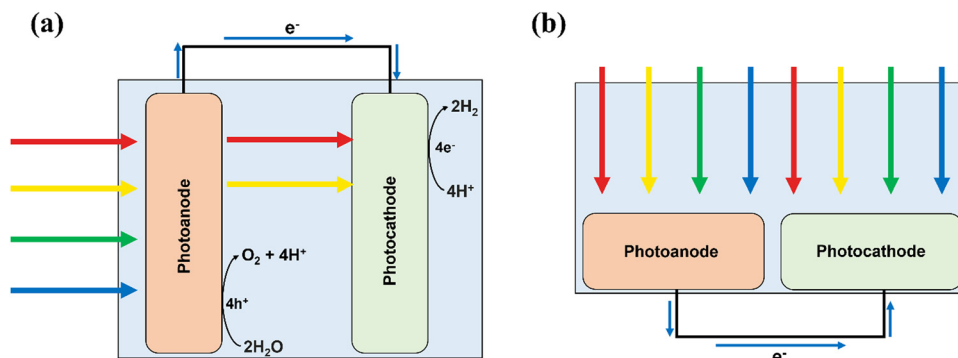 (a)
e⁻
Photoanode
Photocathode
2H₂
4e⁻
4H⁺
O₂ + 4H⁺
4h⁺
2H₂O
(b)
Photoanode
Photocathode
e⁻